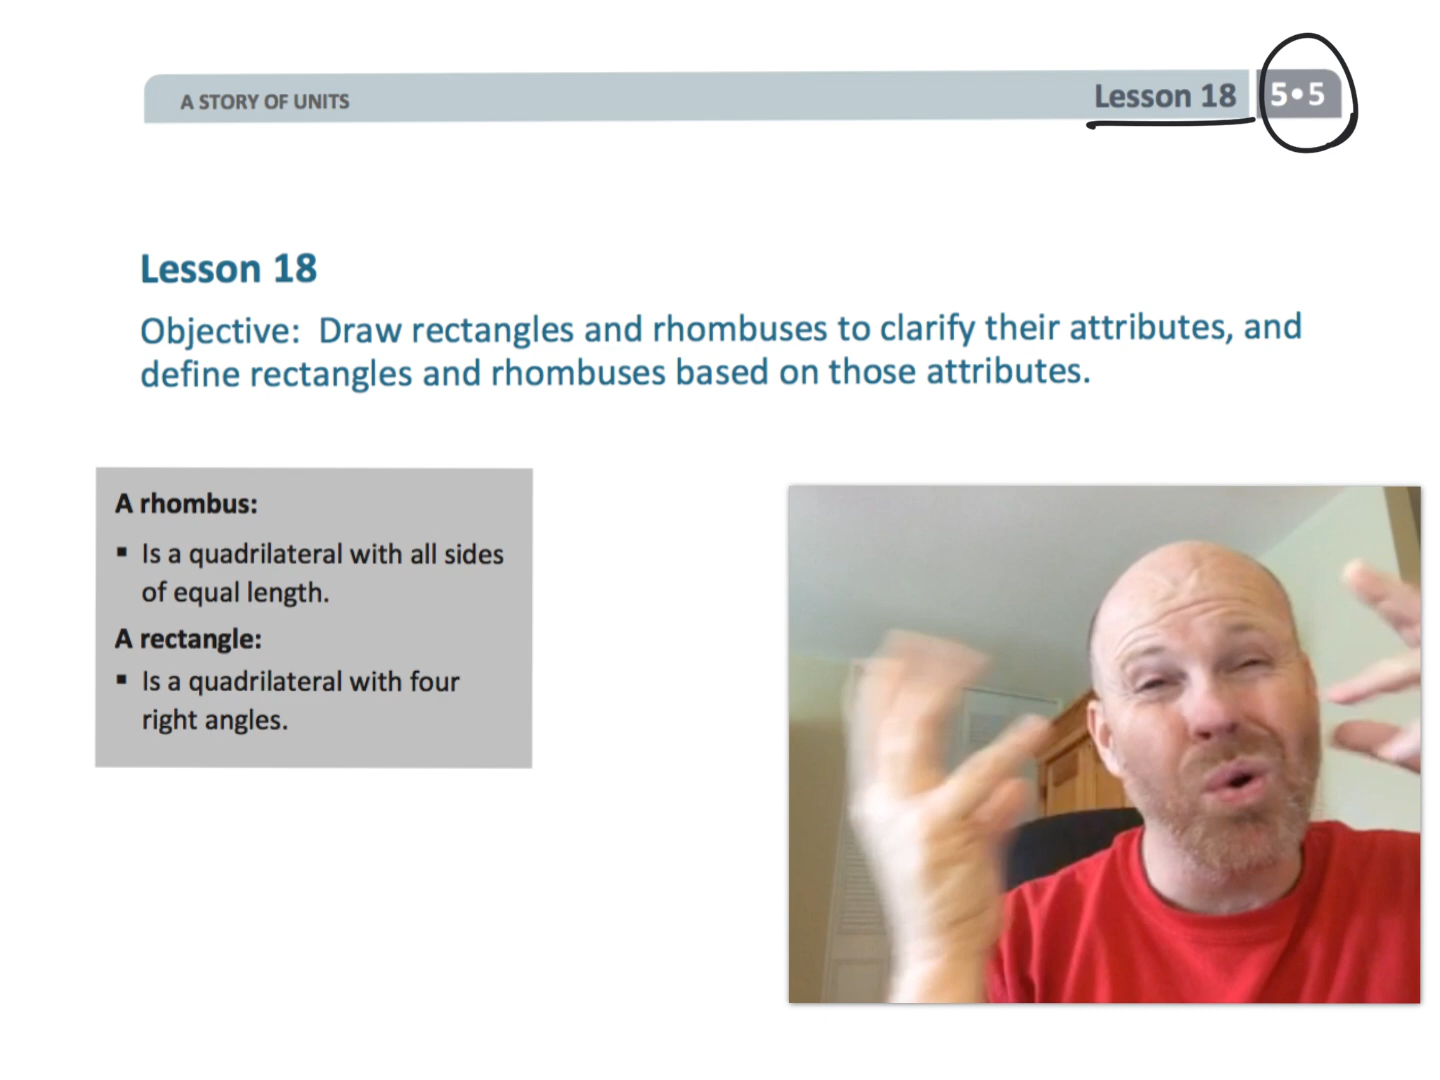 A STORY OF UNITS
Lesson 18
5•5
Lesson 18
Objective: Draw rectangles and rhombuses to clarify their attributes, and
define rectangles and rhombuses based on those attributes.
A rhombus:
▪ Is a quadrilateral with all sides
of equal length.
A rectangle:
▪ Is a quadrilateral with four
right angles.